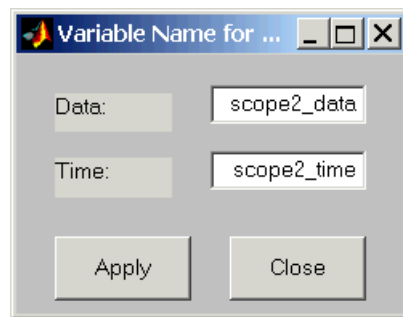 Variable Name for ...
Data: scope2_data
Time: scope2_time
Apply Close